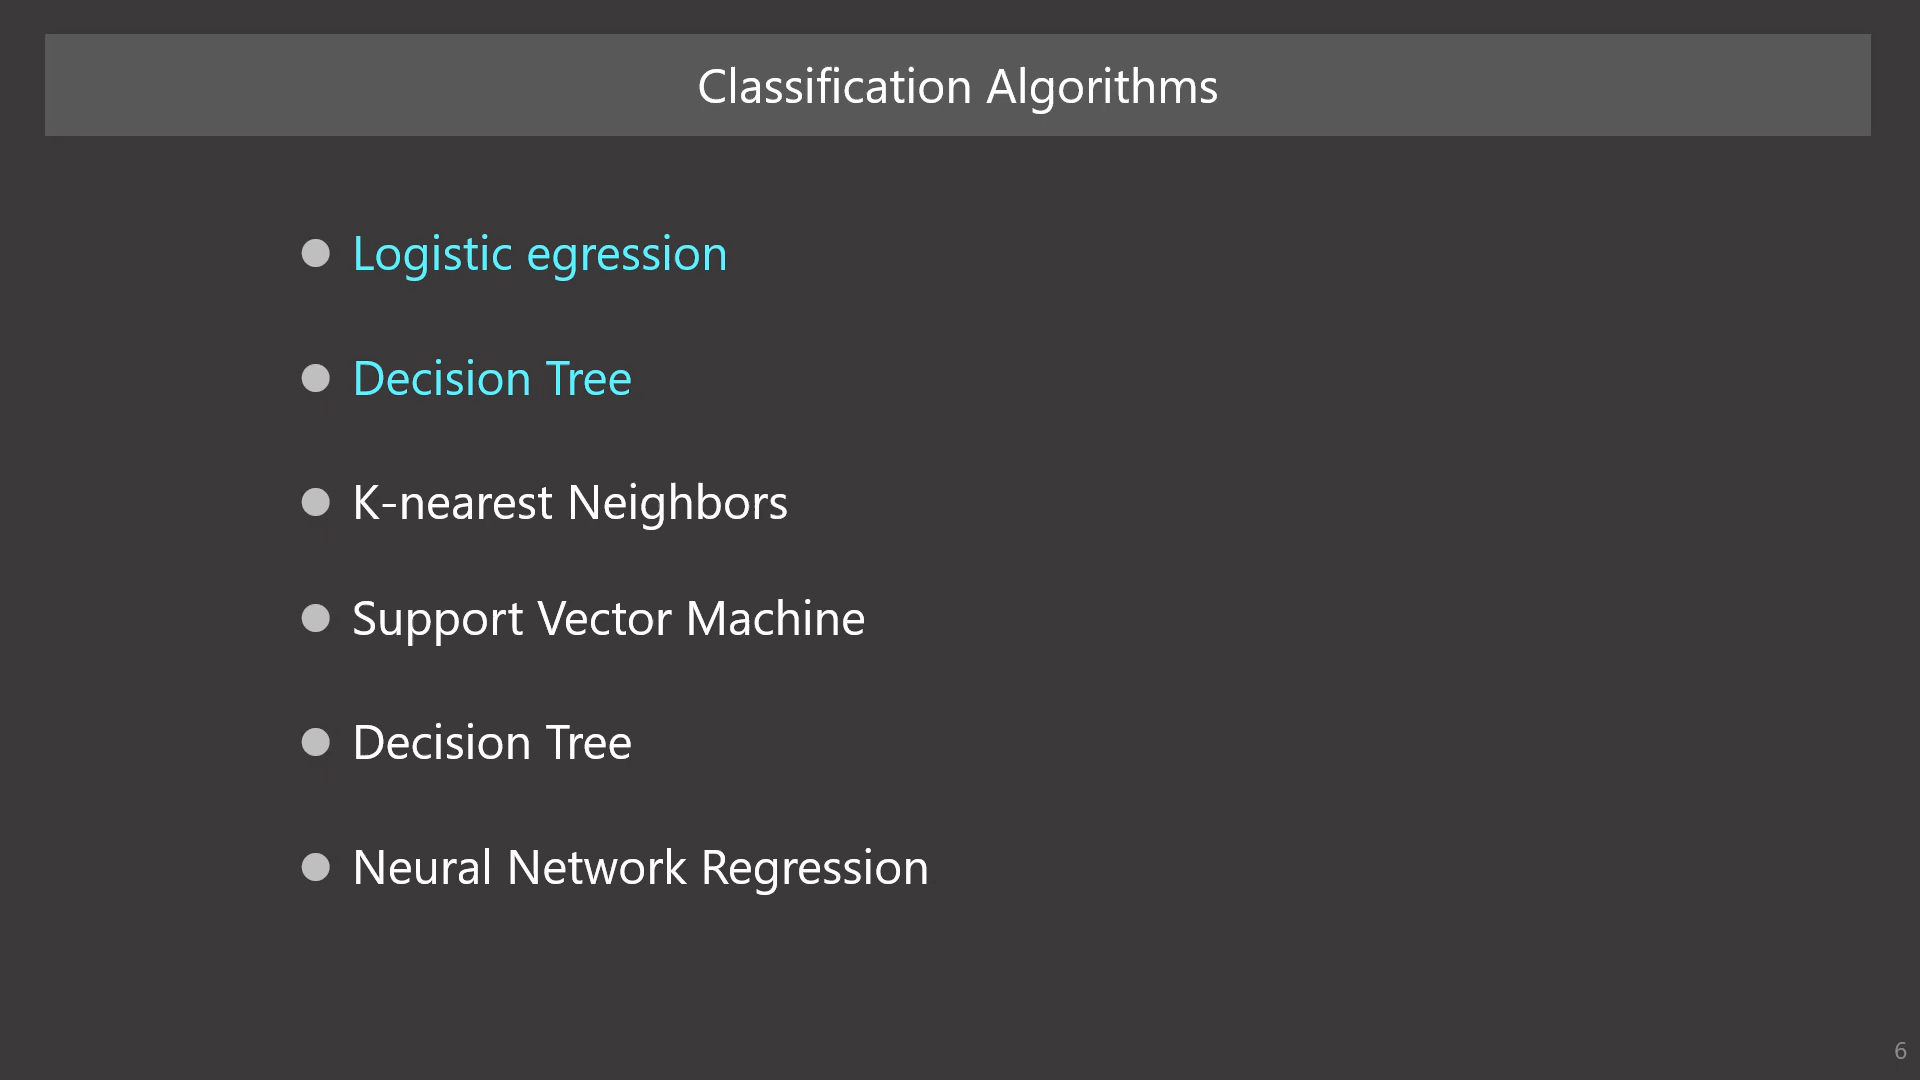 Classification Algorithms
Logistic egression
Decision Tree
K-nearest Neighbors
Support Vector Machine
Decision Tree
Neural Network Regression
6